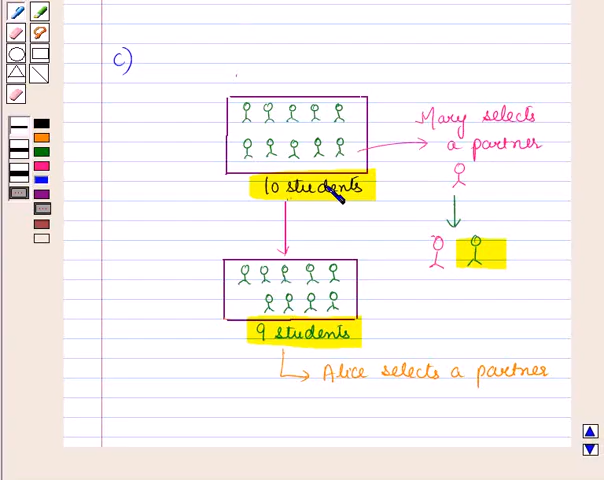 c)
Mary selects
a partner
10 students
9 students
Alice selects a partner